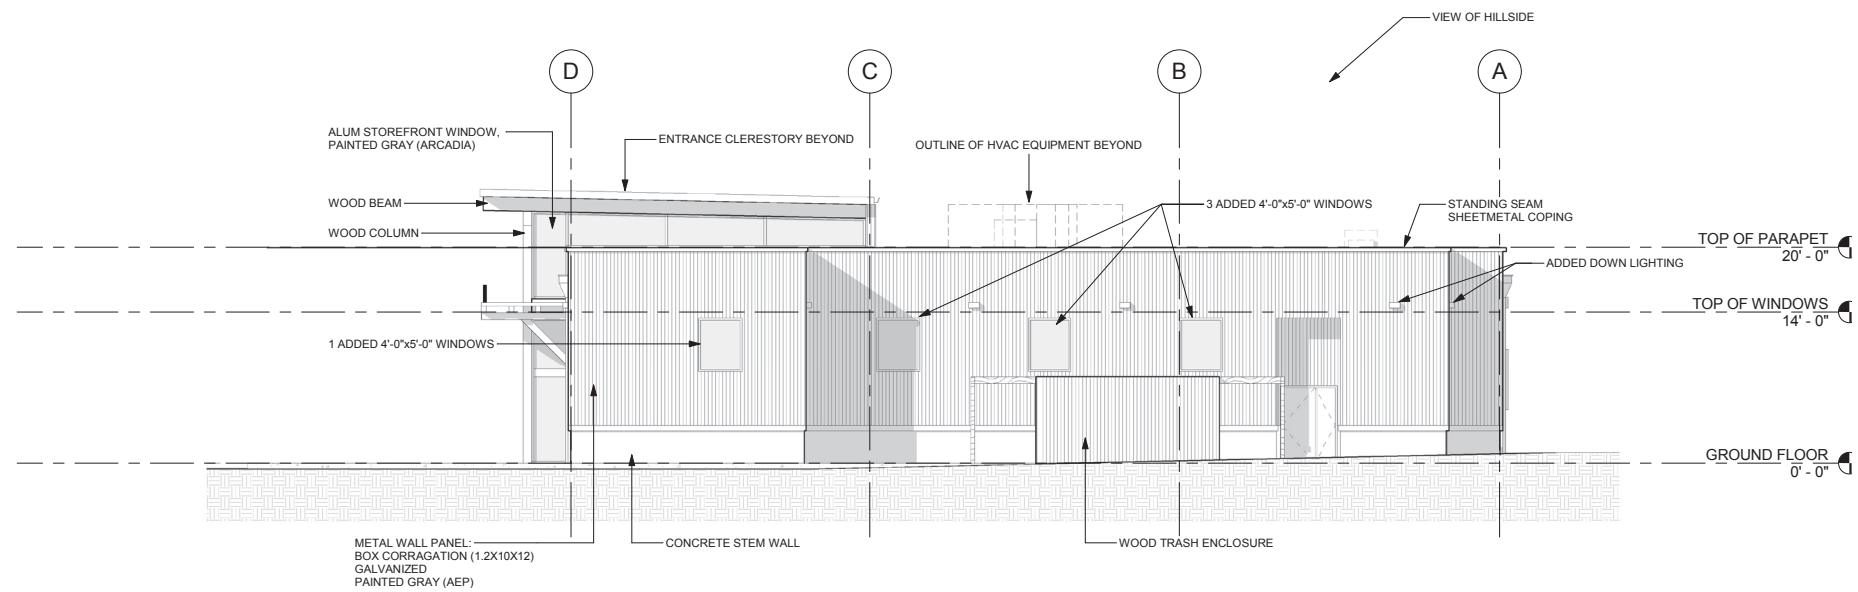 VIEW OF HILLSIDE
D
C
B
A
ALUM STOREFRONT WINDOW,
PAINTED GRAY (ARCADIA)
ENTRANCE CLERESTORY BEYOND
OUTLINE OF HVAC EQUIPMENT BEYOND
WOOD BEAM
3 ADDED 4'-0"x5'-0" WINDOWS
STANDING SEAM
SHEETMETAL COPING
WOOD COLUMN
TOP OF PARAPET
20' - 0"
ADDED DOWN LIGHTING
TOP OF WINDOWS
14' - 0"
1 ADDED 4'-0"x5'-0" WINDOWS
GROUND FLOOR
0' - 0"
METAL WALL PANEL:
BOX CORRAGATION (1.2X10X12)
GALVANIZED
PAINTED GRAY (AEP)
CONCRETE STEM WALL
WOOD TRASH ENCLOSURE